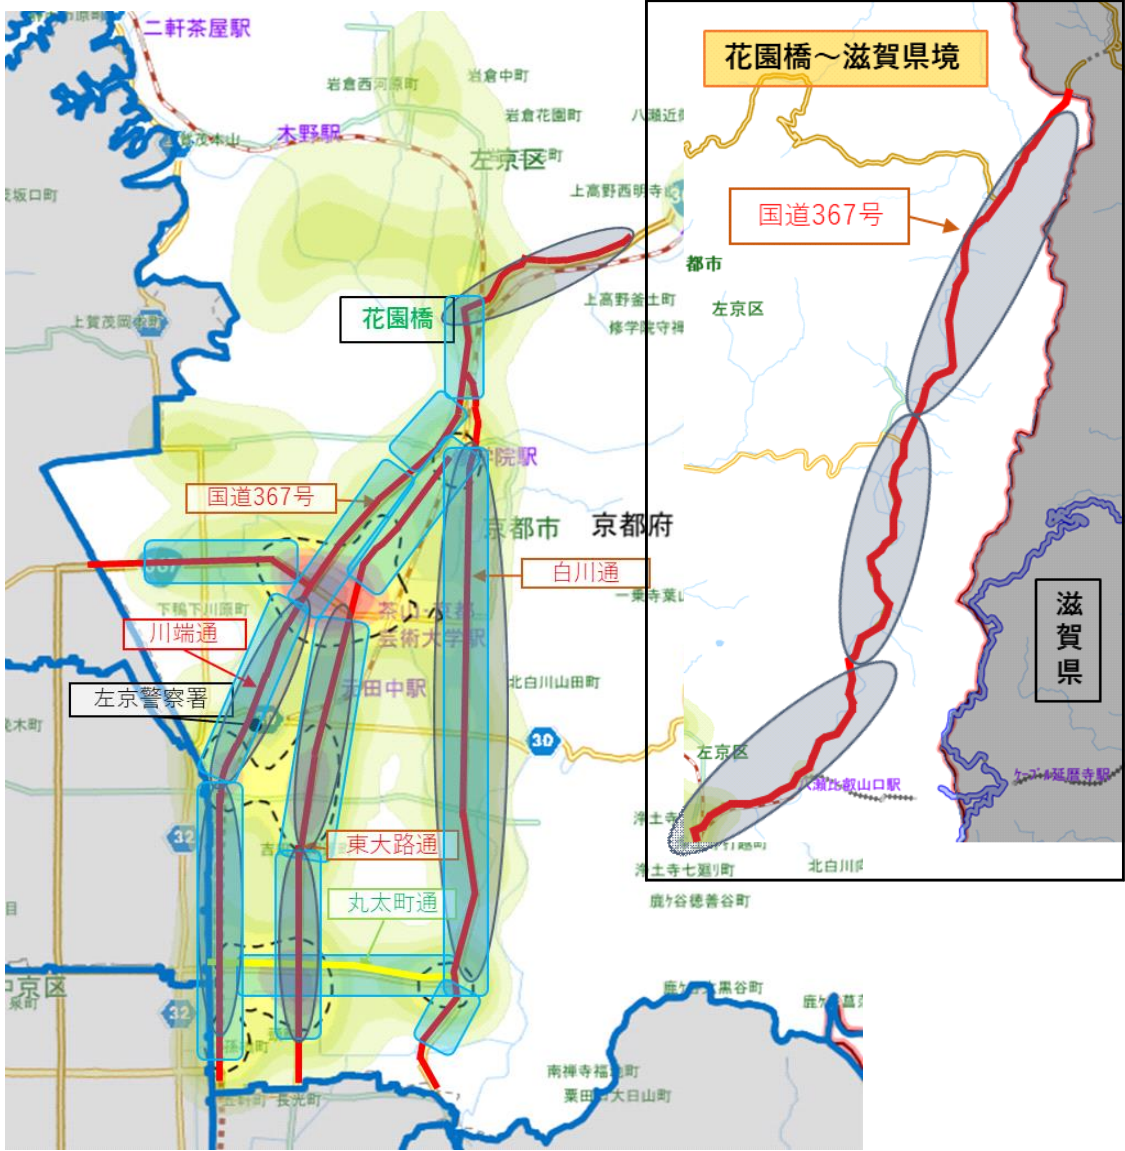 二軒茶屋駅
岩倉西河原町
岩倉中町
岩倉花園町
八瀬近衛
木野駅
左京区
上高野西明寺山
上賀茂岡本町
花園橋
上高野釜土町
修学院守禅
学院駅
国道367号
京都市
京都府
白川通
一乗寺葉山
下鴨下川原町
茶山・京都
芸術大学駅
川端通
左京警察署
元田中駅
北白川山田町
30
32
東大路通
丸太町通
32
中京区
鹿ケ谷徳善谷町
南禅寺福地町
粟田口大日山町
長光町
花園橋～滋賀県境
国道367号
都市
左京区
滋賀県
左京区
八瀬比叡山口駅
ケーブル延暦寺駅
浄土寺
浄土寺七廻り町
北白川向